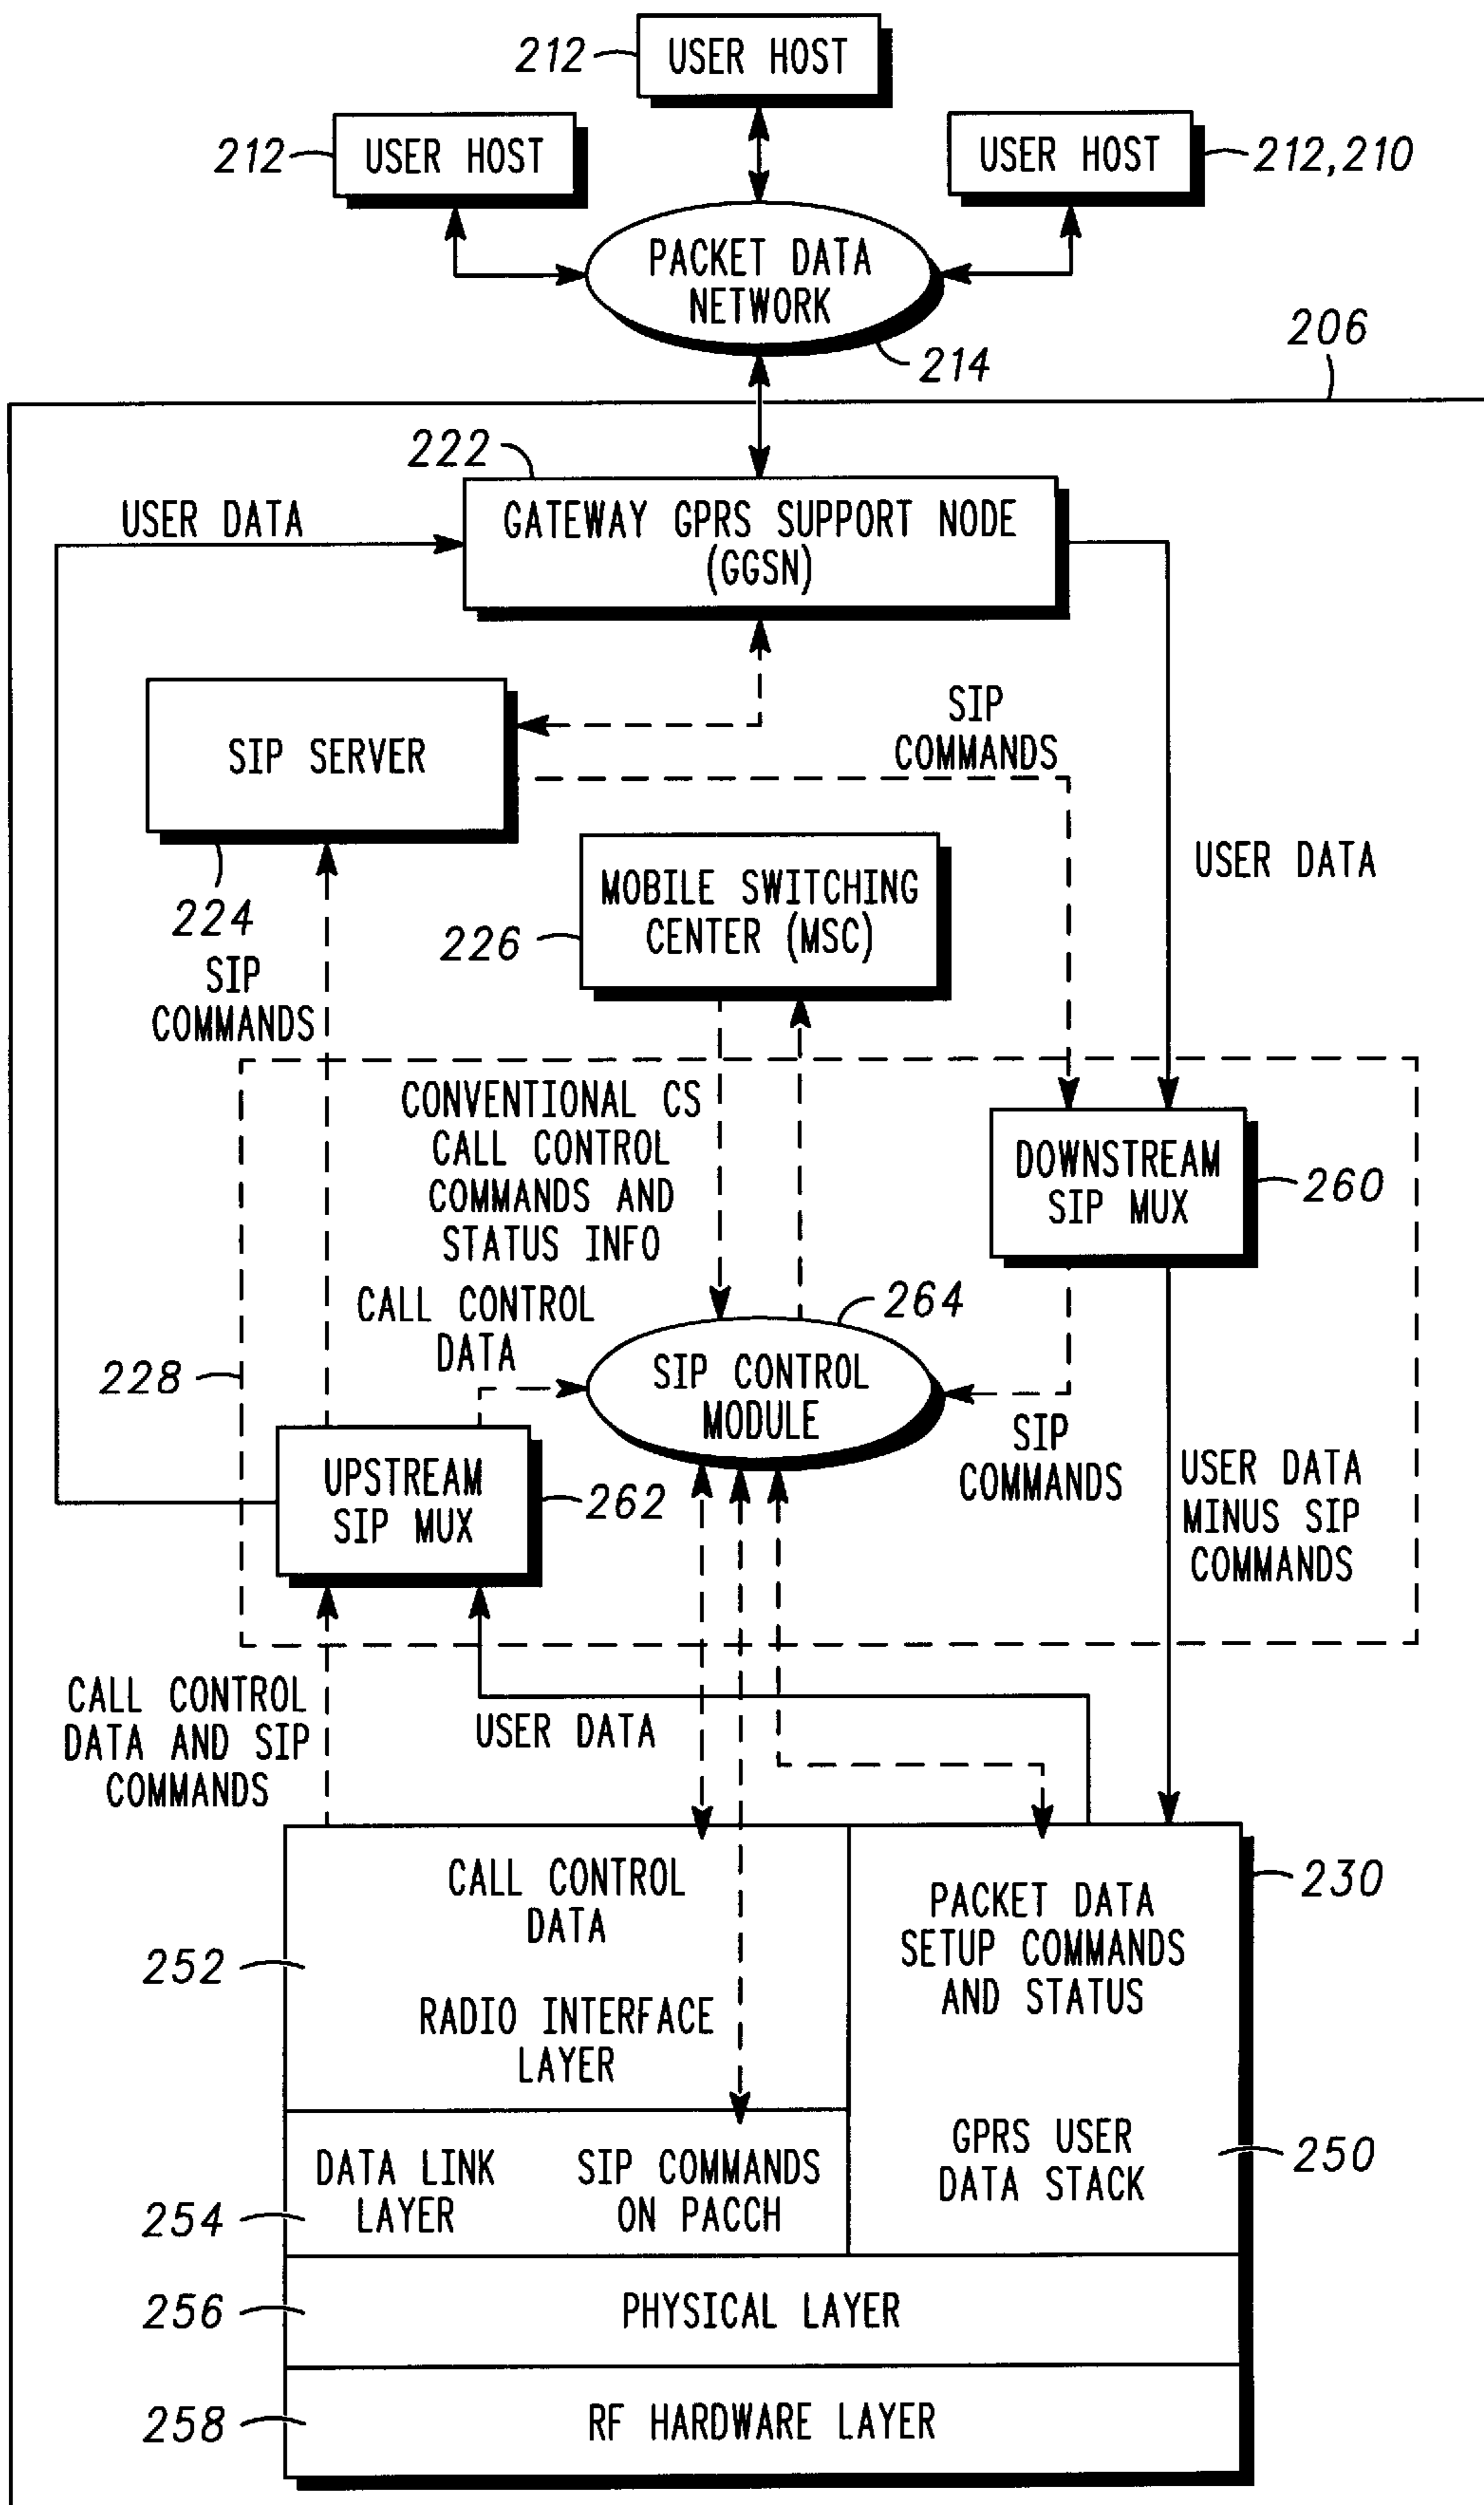 212
USER HOST
212
USER HOST
USER HOST
212,210
PACKET DATA
NETWORK
214
206
222
USER DATA
GATEWAY GPRS SUPPORT NODE
(GGSN)
SIP SERVER
SIP
COMMANDS
224
SIP
COMMANDS
226
MOBILE SWITCHING
CENTER (MSC)
USER DATA
CONVENTIONAL CS
CALL CONTROL
COMMANDS AND
STATUS INFO
DOWNSTREAM
SIP MUX
260
CALL CONTROL
DATA
264
228
SIP CONTROL
MODULE
SIP
COMMANDS
UPSTREAM
SIP MUX
262
USER DATA
MINUS SIP
COMMANDS
CALL CONTROL
DATA AND SIP
COMMANDS
USER DATA
230
CALL CONTROL
DATA
PACKET DATA
SETUP COMMANDS
AND STATUS
252
RADIO INTERFACE
LAYER
GPRS USER
DATA STACK
250
DATA LINK
LAYER
SIP COMMANDS
ON PACCH
254
256
PHYSICAL LAYER
258
RF HARDWARE LAYER